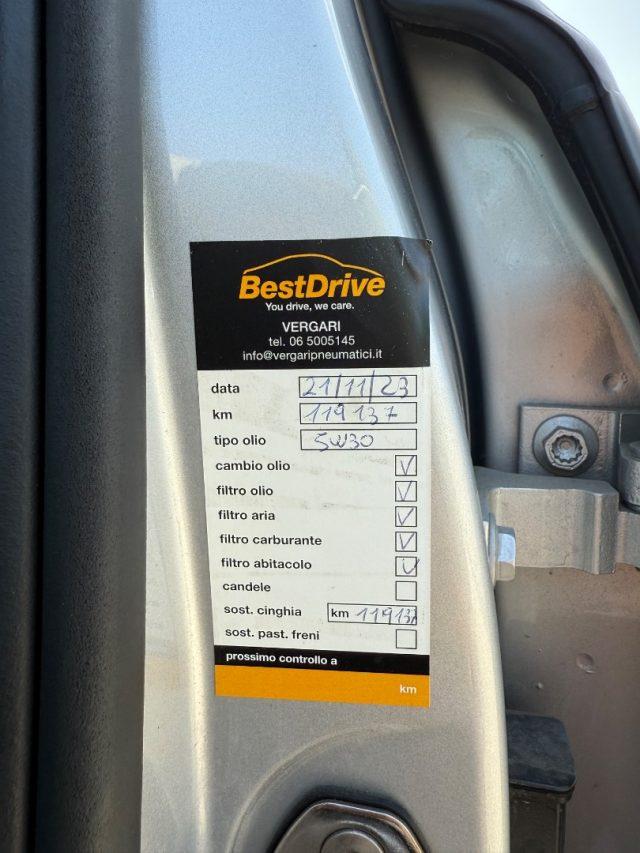 BestDrive
You drive, we care.
VERGARI
tel. 06 5005145
info@vergaripneumatici.it
data 21/11/23
km 119137
tipo olio 5W30
cambio olio V
filtro olio V
filtro aria V
filtro carburante V
filtro abitacolo V
candele
sost. cinghia km 119137
sost. past. freni
prossimo controllo a
km